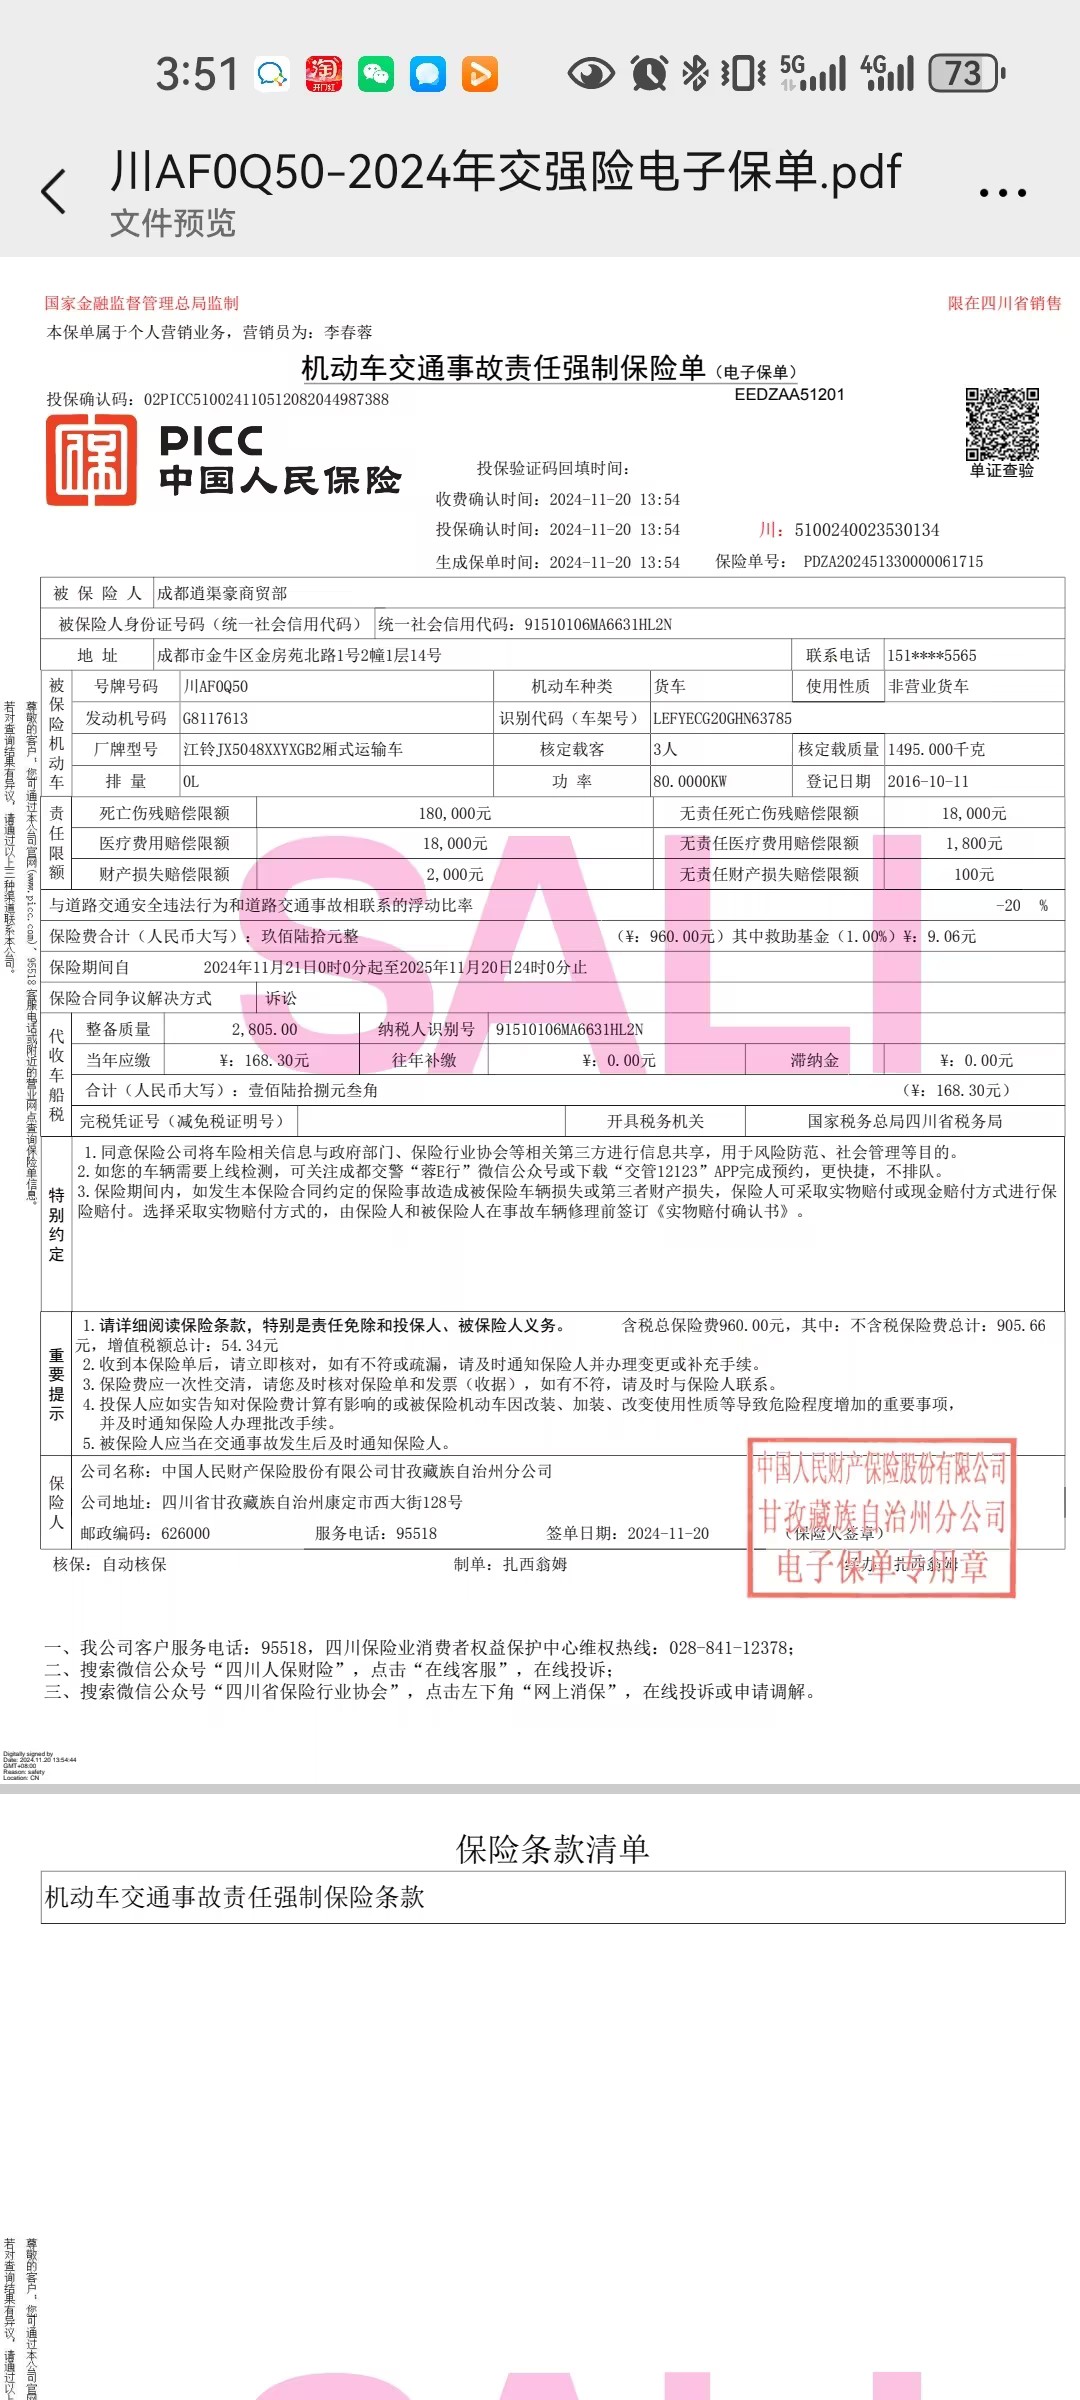 3:51
淘
开门红
5G
4G
73
川AF0Q50-2024年交强险电子保单.pdf
文件预览
国家金融监督管理总局监制
限在四川省销售
本保单属于个人营销业务，营销员为：李春蓉
机动车交通事故责任强制保险单（电子保单）
投保确认码：02PICC510024110512082044987388
EEDZAA51201
PICC
中国人民保险
单证查验
投保验证码回填时间：
收费确认时间：2024-11-20 13:54
投保确认时间：2024-11-20 13:54
川：5100240023530134
生成保单时间：2024-11-20 13:54
保险单号： PDZA202451330000061715
被 保 险 人 成都逍渠豪商贸部
被保险人身份证号码（统一社会信用代码） 统一社会信用代码：91510106MA6631HL2N
地 址 成都市金牛区金房苑北路1号2幢1层14号 联系电话 151****5565
被保险机动车
号牌号码 川AF0Q50 机动车种类 货车 使用性质 非营业货车
发动机号码 G8117613 识别代码（车架号） LEFYECG20GHN63785
厂牌型号 江铃JX5048XXYXGB2厢式运输车 核定载客 3人 核定载质量 1495.000千克
排 量 0L 功 率 80.0000KW 登记日期 2016-10-11
责任限额
死亡伤残赔偿限额 180,000元 无责任死亡伤残赔偿限额 18,000元
医疗费用赔偿限额 18,000元 无责任医疗费用赔偿限额 1,800元
财产损失赔偿限额 2,000元 无责任财产损失赔偿限额 100元
与道路交通安全违法行为和道路交通事故相联系的浮动比率 -20 %
保险费合计（人民币大写）：玖佰陆拾元整 （¥：960.00元）其中救助基金（1.00%）¥：9.06元
保险期间自 2024年11月21日0时0分起至2025年11月20日24时0分止
保险合同争议解决方式 诉讼
代收车船税
整备质量 2,805.00 纳税人识别号 91510106MA6631HL2N
当年应缴 ¥：168.30元 往年补缴 ¥：0.00元 滞纳金 ¥：0.00元
合计（人民币大写）：壹佰陆拾捌元叁角 （¥：168.30元）
完税凭证号（减免税证明号） 开具税务机关 国家税务总局四川省税务局
特别约定
1.同意保险公司将车险相关信息与政府部门、保险行业协会等相关第三方进行信息共享，用于风险防范、社会管理等目的。
2.如您的车辆需要上线检测，可关注成都交警“蓉E行”微信公众号或下载“交管12123”APP完成预约，更快捷，不排队。
3.保险期间内，如发生本保险合同约定的保险事故造成被保险车辆损失或第三者财产损失，保险人可采取实物赔付或现金赔付方式进行保
险赔付。选择采取实物赔付方式的，由保险人和被保险人在事故车辆修理前签订《实物赔付确认书》。
重要提示
1.请详细阅读保险条款，特别是责任免除和投保人、被保险人义务。 含税总保险费960.00元，其中：不含税保险费总计：905.66
元，增值税额总计：54.34元
2.收到本保险单后，请立即核对，如有不符或疏漏，请及时通知保险人并办理变更或补充手续。
3.保险费应一次性交清，请您及时核对保险单和发票（收据），如有不符，请及时与保险人联系。
4.投保人应如实告知对保险费计算有影响的或被保险机动车因改装、加装、改变使用性质等导致危险程度增加的重要事项，
并及时通知保险人办理批改手续。
5.被保险人应当在交通事故发生后及时通知保险人。
保险人
公司名称：中国人民财产保险股份有限公司甘孜藏族自治州分公司
公司地址：四川省甘孜藏族自治州康定市西大街128号
邮政编码：626000 服务电话：95518 签单日期：2024-11-20 （保险人签章）
中国人民财产保险股份有限公司
甘孜藏族自治州分公司
电子保单专用章
核保：自动核保 制单：扎西翁姆 经办：扎西翁姆
尊敬的客户：您可通过本公司官网(www.picc.com)、95518客服电话或附近的营业网点查询保险单信息。
若对查询结果有异议，请通过以上三种渠道联系本公司。
SALI
一、我公司客户服务电话：95518，四川保险业消费者权益保护中心维权热线：028-841-12378；
二、搜索微信公众号“四川人保财险”，点击“在线客服”，在线投诉；
三、搜索微信公众号“四川省保险行业协会”，点击左下角“网上消保”，在线投诉或申请调解。
Digitally signed by
Date: 2024.11.20 13:54:44
GMT+08:00
Reason: safety
Location: CN
保险条款清单
机动车交通事故责任强制保险条款
尊敬的客户：您可通过本公司官网
若对查询结果有异议，请通过以上
SALI